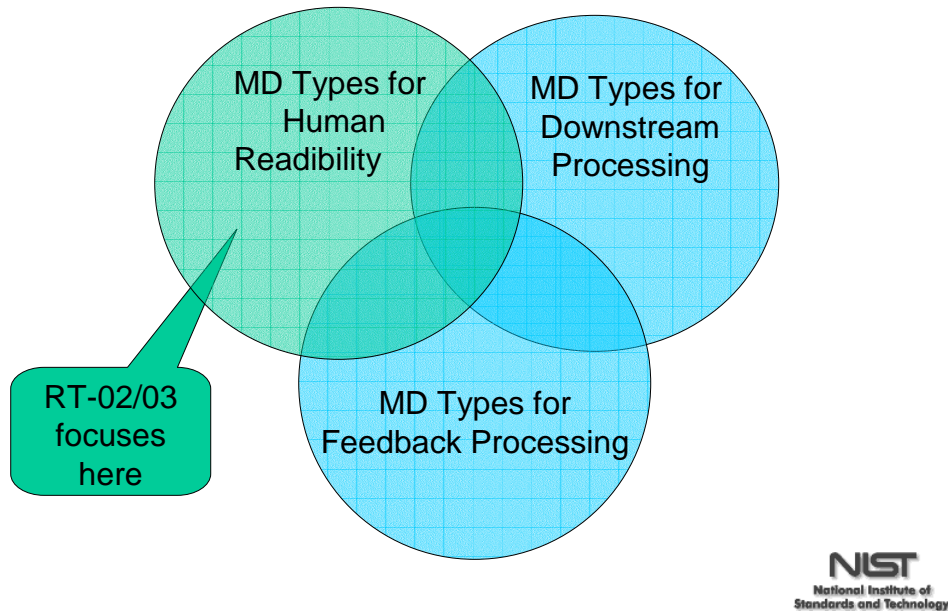 MD Types for
Human
Readibility
MD Types for
Downstream
Processing
MD Types for
Feedback Processing
RT-02/03
focuses
here
NIST
National Institute of
Standards and Technology